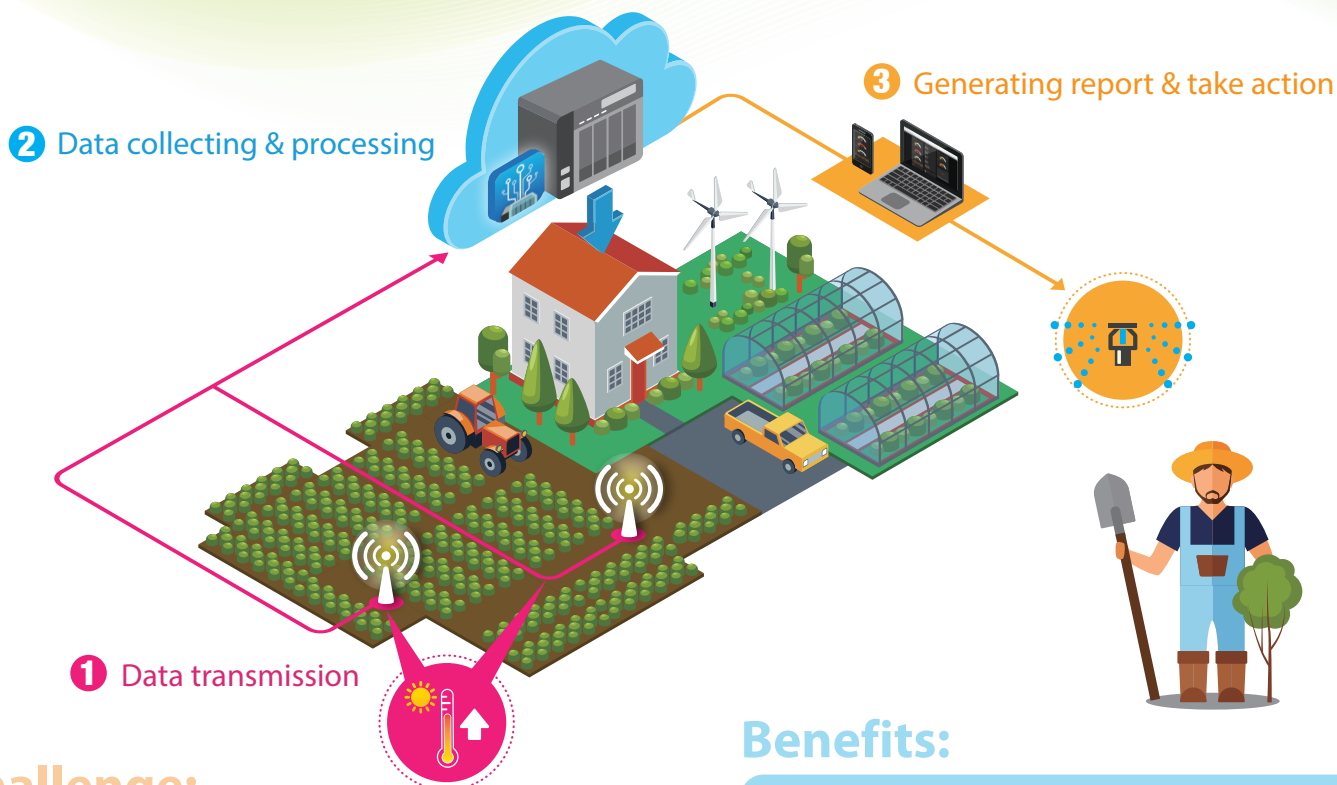 3 Generating report & take action
2 Data collecting & processing
1 Data transmission
Benefits: